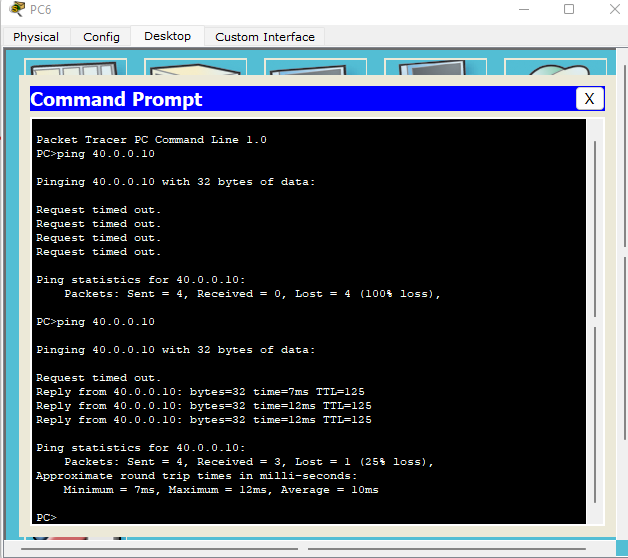 PC6
Physical Config Desktop Custom Interface
Command Prompt X
Packet Tracer PC Command Line 1.0
PC>ping 40.0.0.10
Pinging 40.0.0.10 with 32 bytes of data:
Request timed out.
Request timed out.
Request timed out.
Request timed out.
Ping statistics for 40.0.0.10:
Packets: Sent = 4, Received = 0, Lost = 4 (100% loss),
PC>ping 40.0.0.10
Pinging 40.0.0.10 with 32 bytes of data:
Request timed out.
Reply from 40.0.0.10: bytes=32 time=7ms TTL=125
Reply from 40.0.0.10: bytes=32 time=12ms TTL=125
Reply from 40.0.0.10: bytes=32 time=12ms TTL=125
Ping statistics for 40.0.0.10:
Packets: Sent = 4, Received = 3, Lost = 1 (25% loss),
Approximate round trip times in milli-seconds:
Minimum = 7ms, Maximum = 12ms, Average = 10ms
PC>